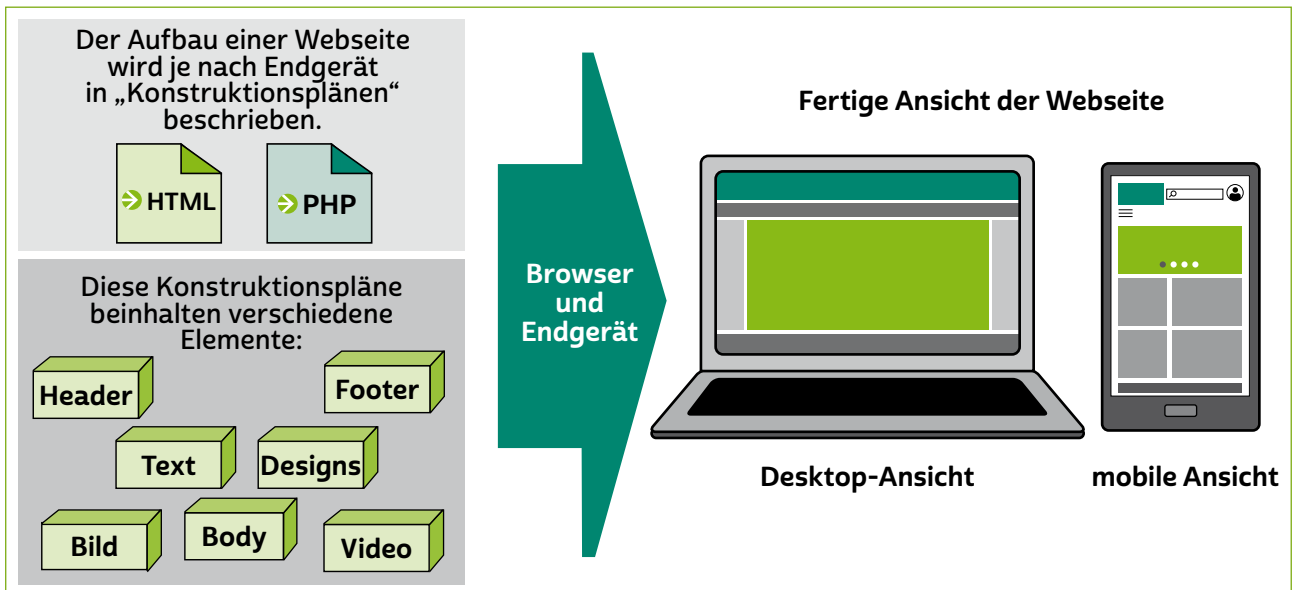 Der Aufbau einer Webseite
wird je nach Endgerät
in „Konstruktionsplänen“
beschrieben.
HTML
PHP
Diese Konstruktionspläne
beinhalten verschiedene
Elemente:
Header
Footer
Text
Designs
Bild
Body
Video
Browser
und
Endgerät
Fertige Ansicht der Webseite
Desktop-Ansicht
mobile Ansicht